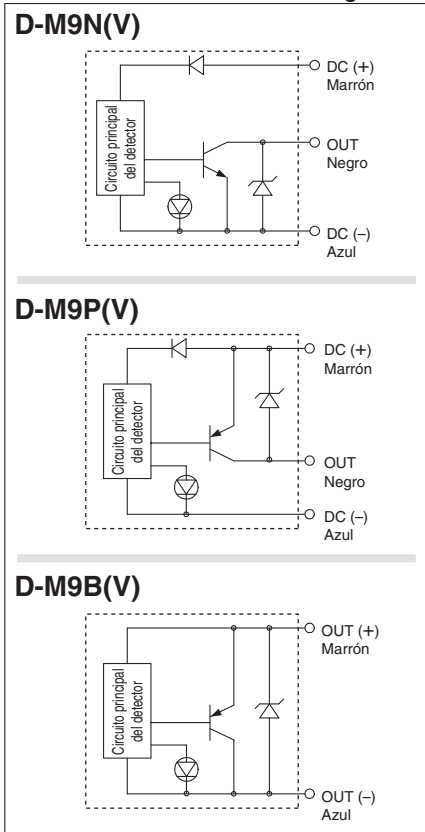 D-M9N(V)
DC (+)
Marrón
Circuito principal
del detector
OUT
Negro
DC (–)
Azul
D-M9P(V)
DC (+)
Marrón
Circuito principal
del detector
OUT
Negro
DC (–)
Azul
D-M9B(V)
OUT (+)
Marrón
Circuito principal
del detector
OUT (–)
Azul